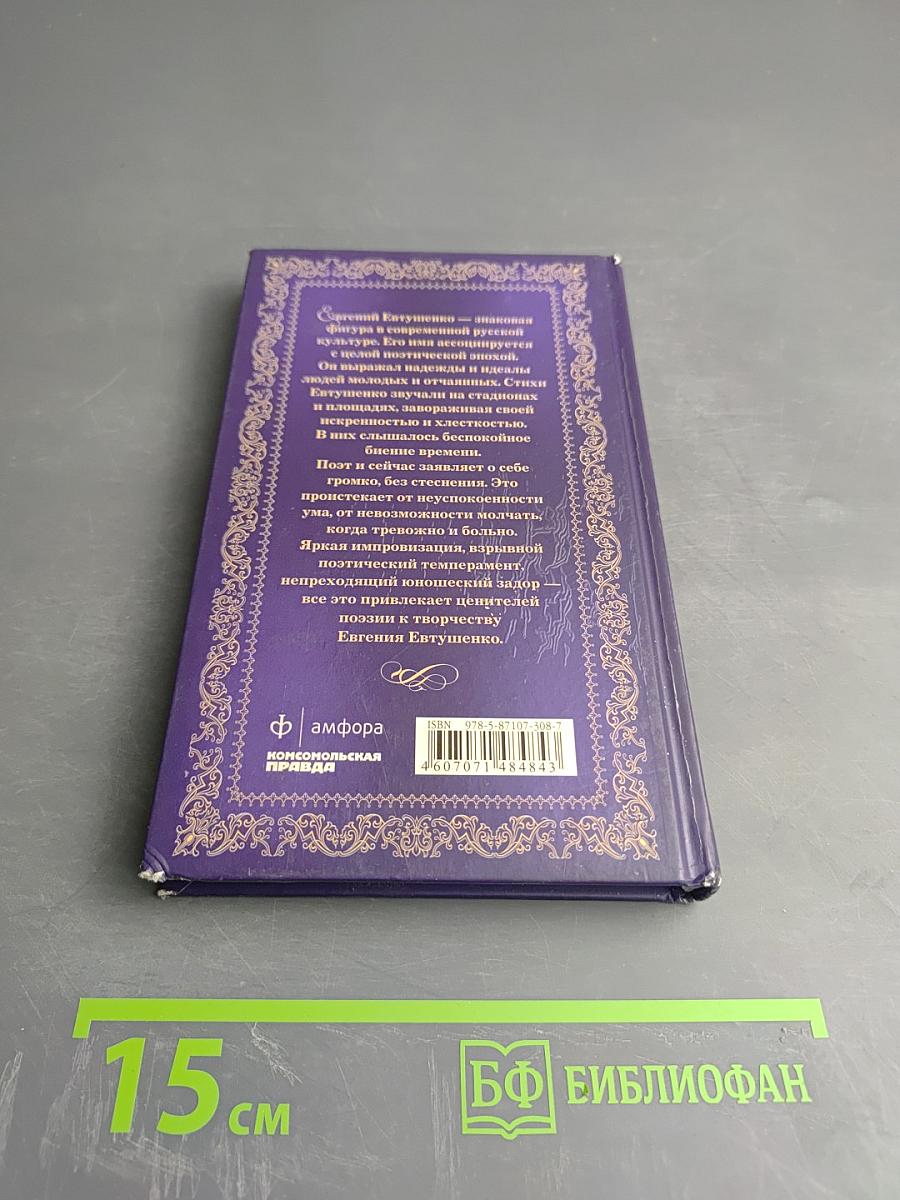 Евгений Евтушенко — знаковая
фигура в современной русской
культуре. Его имя ассоциируется
с целой поэтической эпохой.
Он выражал надежды и идеалы
людей молодых и отчаянных. Стихи
Евтушенко звучали на стадионах
и площадях, завораживая своей
искренностью и хлесткостью.
В них слышалось беспокойное
биение времени.
Поэт и сейчас заявляет о себе
громко, без стеснения. Это
проистекает от неуспокоенности
ума, от невозможности молчать,
когда тревожно и больно.
Яркая импровизация, взрывной
поэтический темперамент,
непреходящий юношеский задор —
все это привлекает ценителей
поэзии к творчеству
Евгения Евтушенко.
Ф | амфора
КОМСОМОЛЬСКАЯ
ПРАВДА
ISBN 978-5-87107-308-7
4607071 484843
15 см
БФ БИБЛИОФАН